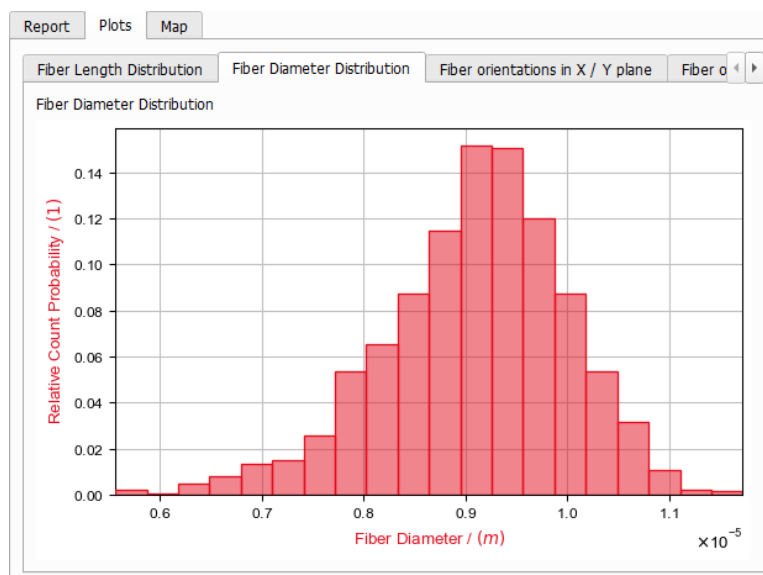 Report Plots Map
Fiber Length Distribution Fiber Diameter Distribution Fiber orientations in X / Y plane Fiber o
Fiber Diameter Distribution
Relative Count Probability / (1)
0.14
0.12
0.10
0.08
0.06
0.04
0.02
0.00
0.6 0.7 0.8 0.9 1.0 1.1
×10⁻⁵
Fiber Diameter / (m)